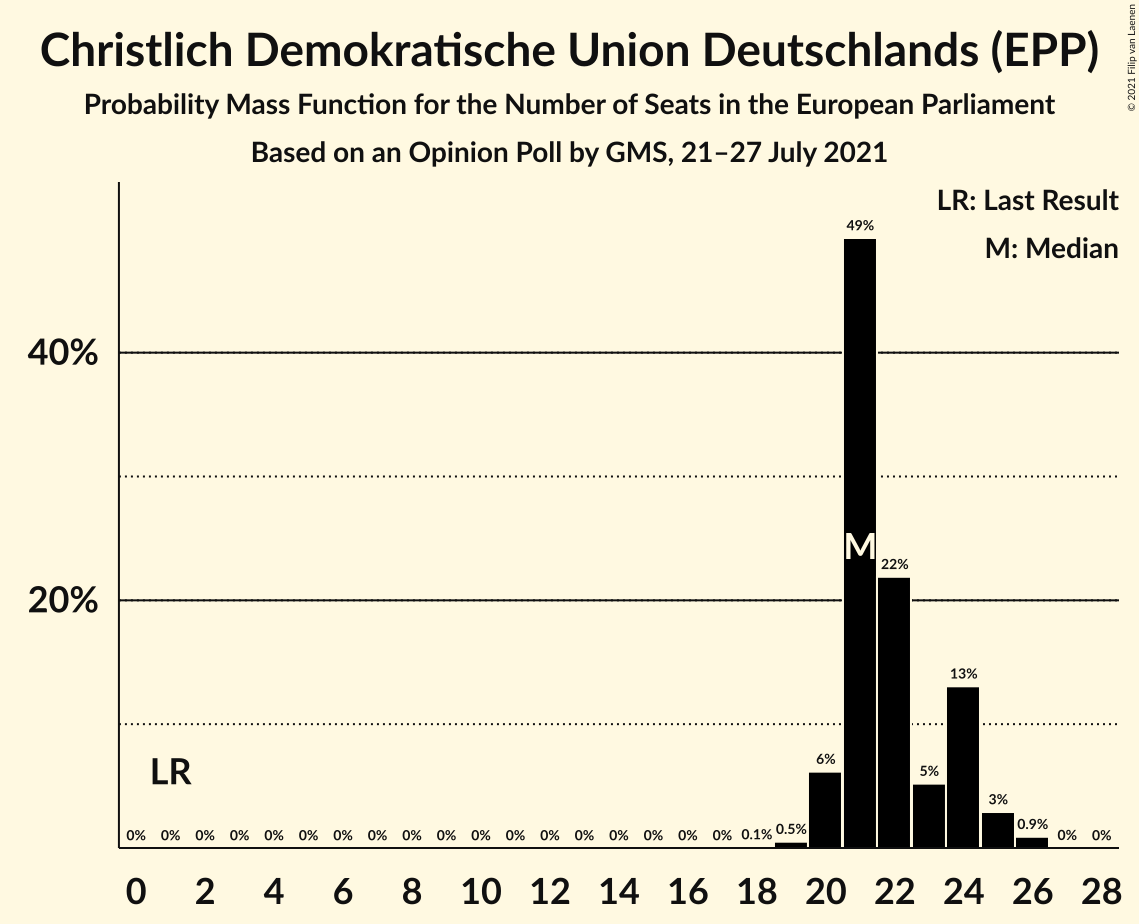 Christlich Demokratische Union Deutschlands (EPP)
Probability Mass Function for the Number of Seats in the European Parliament
Based on an Opinion Poll by GMS, 21–27 July 2021
© 2021 Filip van Laenen
LR: Last Result
M: Median
49%
40%
M
22%
20%
13%
LR
6%
5%
3%
0% 0% 0% 0% 0% 0% 0% 0% 0% 0% 0% 0% 0% 0% 0% 0% 0% 0% 0.1% 0.5% 0.9% 0% 0%
0 2 4 6 8 10 12 14 16 18 20 22 24 26 28